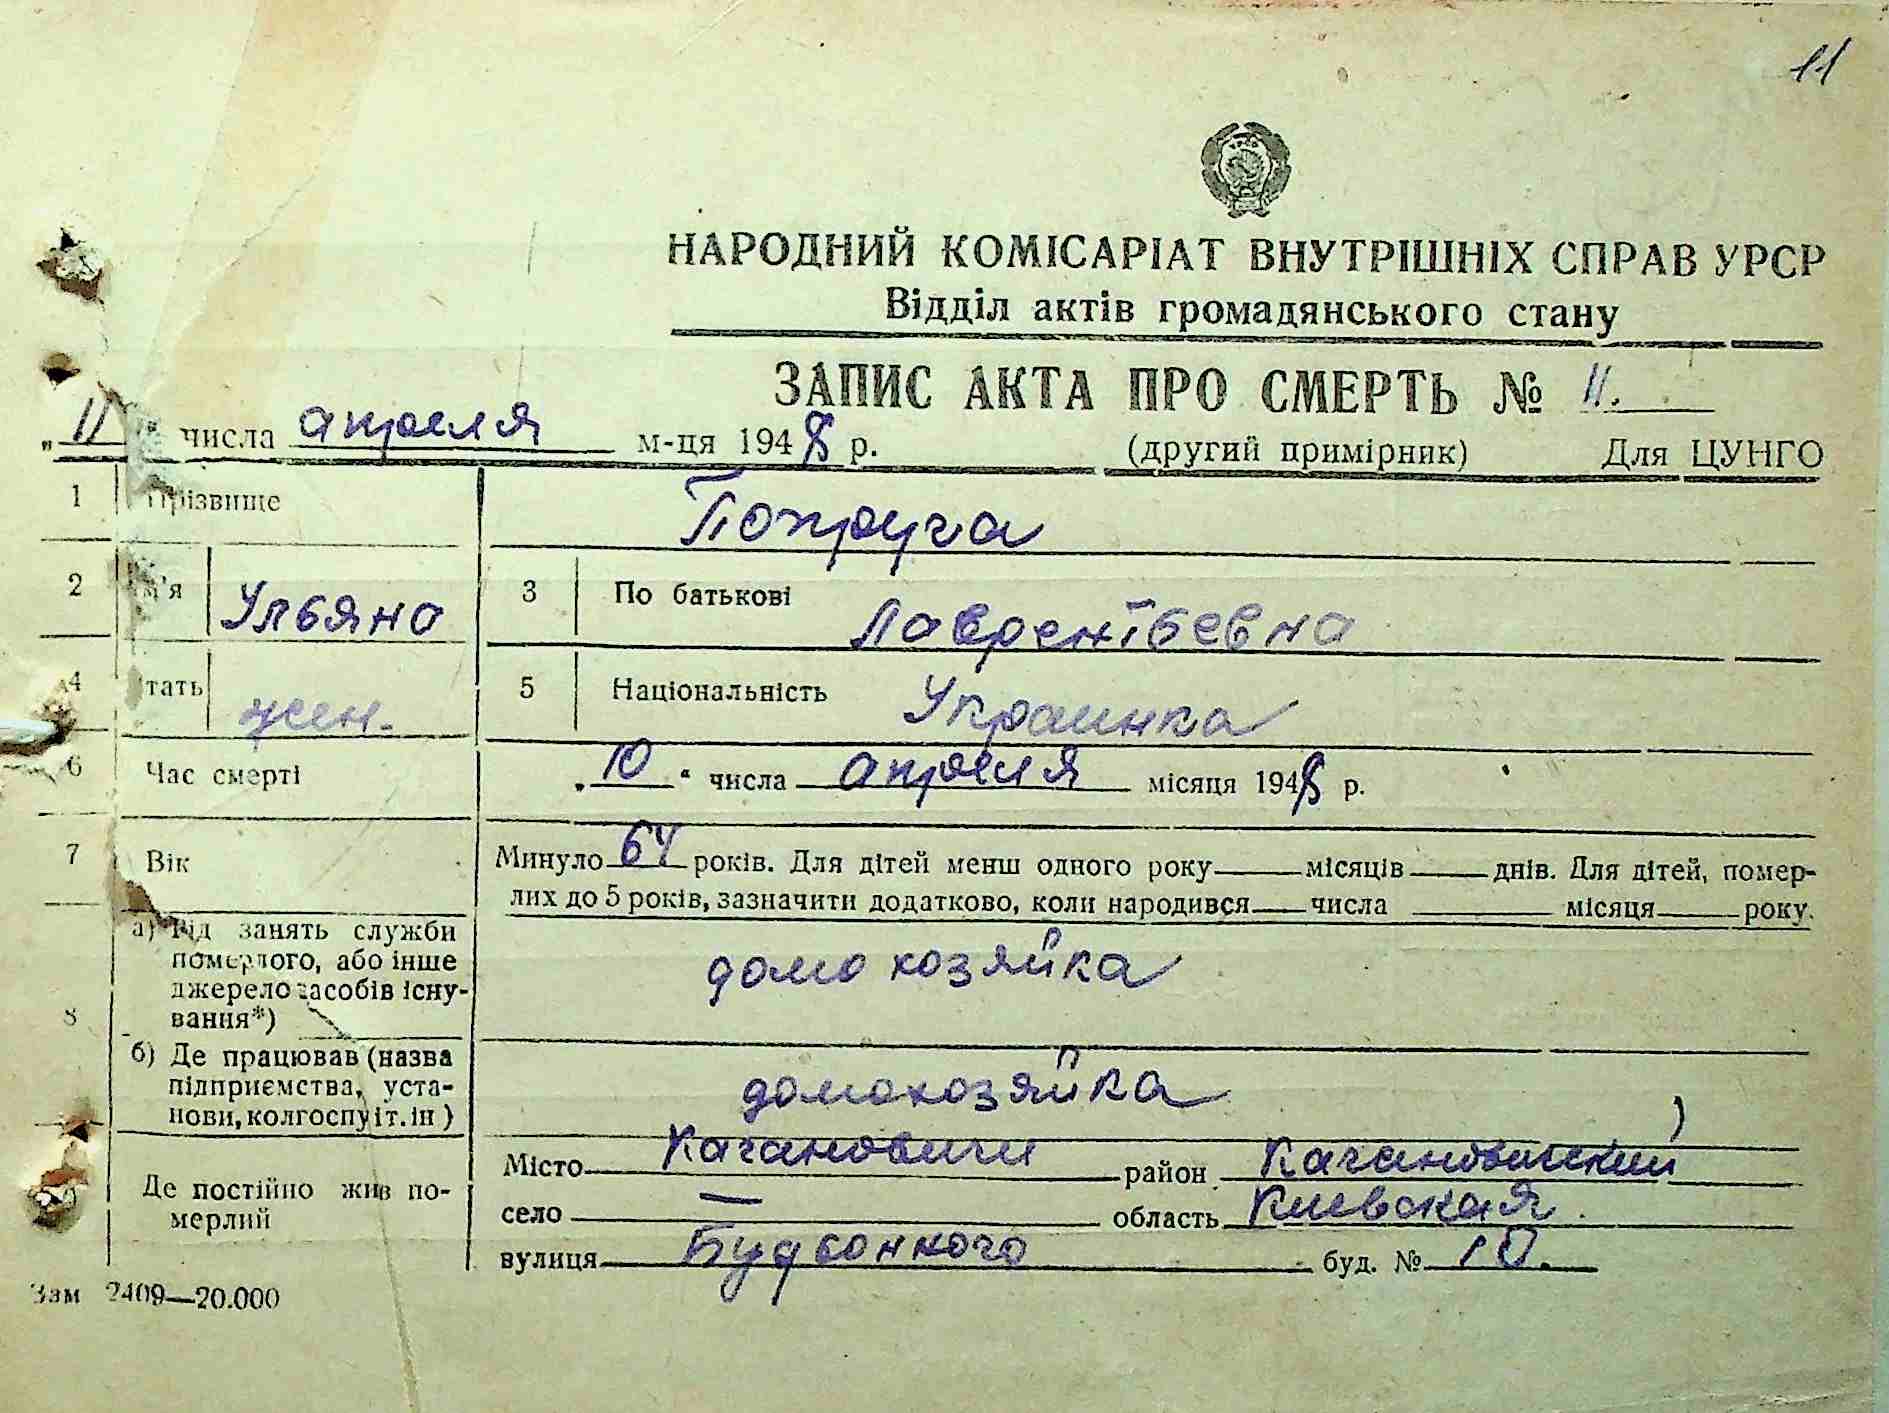 11
НАРОДНИЙ КОМІСАРІАТ ВНУТРІШНІХ СПРАВ УРСР
Відділ актів громадянського стану
ЗАПИС АКТА ПРО СМЕРТЬ № 11.
„11“ числа апреля м-ця 1948 р. (другий примірник) Для ЦУНГО
1 Прізвище Попруга
2 Ім'я Ульяна 3 По батькові Лаврентьевна
4 Стать жен. 5 Національність Украинка
6 Час смерті „10“ числа апреля місяця 1948 р.
7 Вік Минуло 64 років. Для дітей менш одного року місяців днів. Для дітей, помер-
лих до 5 років, зазначити додатково, коли народився числа місяця року.
8 а) Рід занять служби
померлого, або інше
джерело засобів існу-
вання*)
домохозяйка
б) Де працював (назва
підприємства, уста-
нови, колгоспу іт. ін)
домохозяйка
Де постійно жив по-
мерлий
Місто Кагановичи район Кагановичский
село — область Киевская
вулиця Будённого буд. № 10.
Зам 2409—20.000